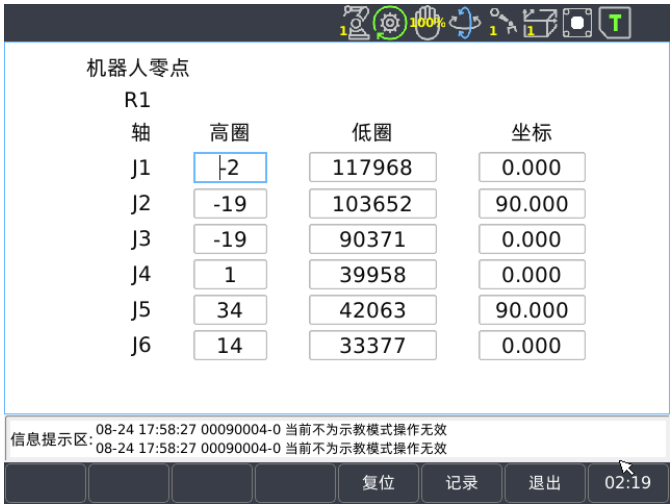 1 100% 1 1 T
机器人零点
R1
轴 高圈 低圈 坐标
J1 -2 117968 0.000
J2 -19 103652 90.000
J3 -19 90371 0.000
J4 1 39958 0.000
J5 34 42063 90.000
J6 14 33377 0.000
信息提示区:
08-24 17:58:27 00090004-0 当前不为示教模式操作无效
08-24 17:58:27 00090004-0 当前不为示教模式操作无效
复位 记录 退出 02:19